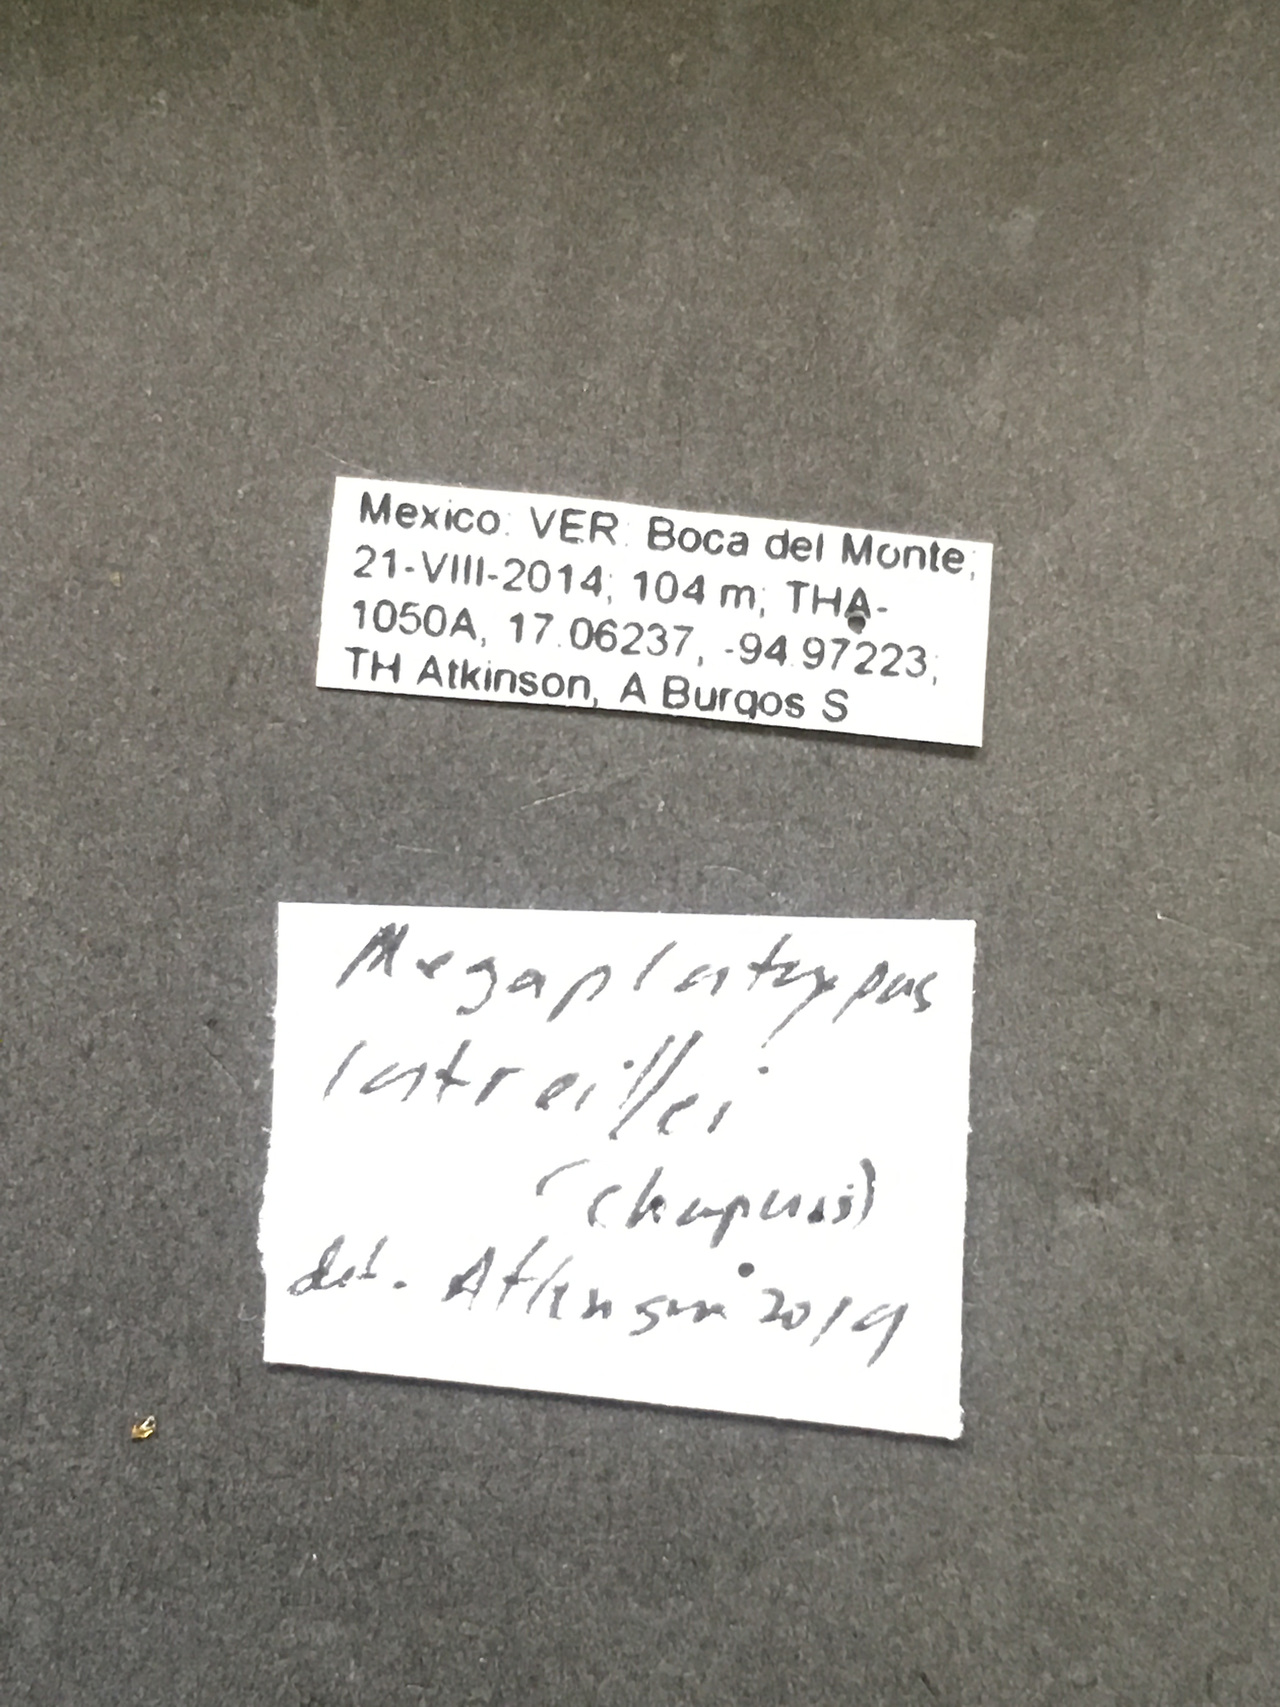 Mexico: VER: Boca del Monte;
21-VIII-2014; 104 m; THA-
1050A, 17.06237, -94.97223;
TH Atkinson, A Burgos S
Megaplatypus
latreillei
(Chapuis)
det. Atkinson 2019